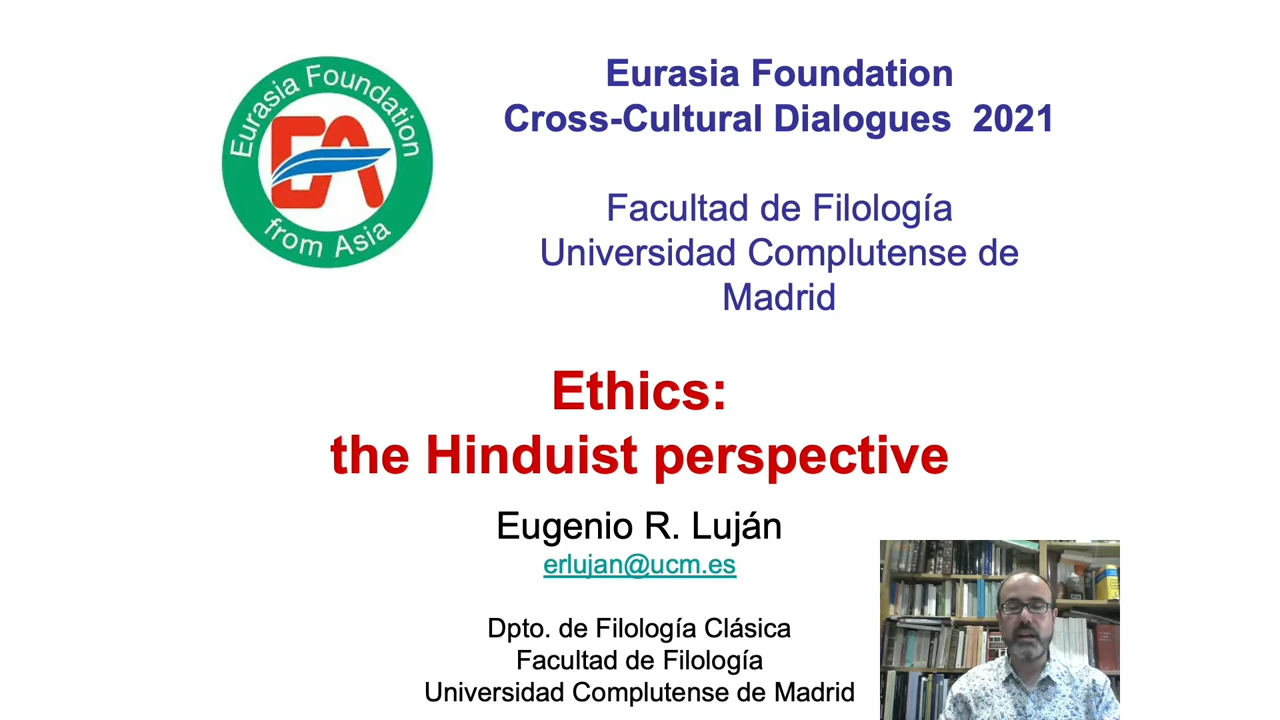 Eurasia Foundation
from Asia
EA
Eurasia Foundation
Cross-Cultural Dialogues 2021
Facultad de Filología
Universidad Complutense de
Madrid
Ethics:
the Hinduist perspective
Eugenio R. Luján
erlujan@ucm.es
Dpto. de Filología Clásica
Facultad de Filología
Universidad Complutense de Madrid